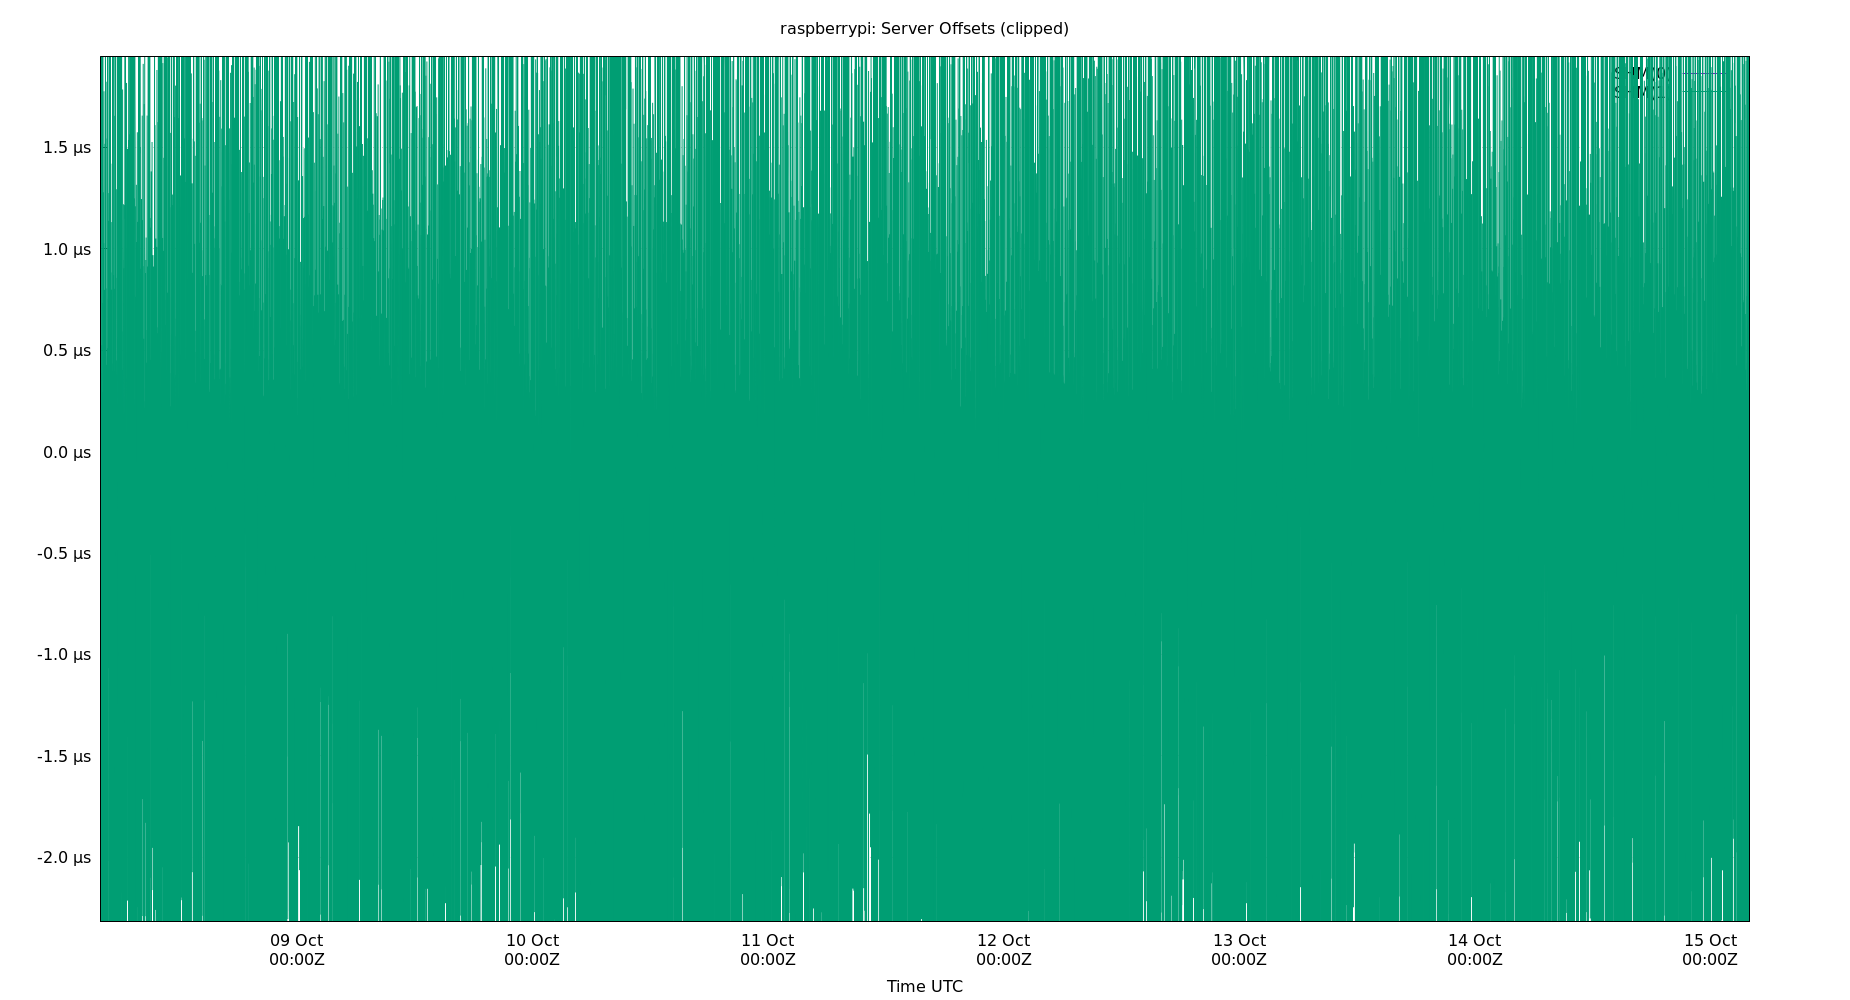 raspberrypi: Server Offsets (clipped)
SHM(0)
1.5 µs
1.0 µs
0.5 µs
0.0 µs
-0.5 µs
-1.0 µs
-1.5 µs
-2.0 µs
09 Oct 10 Oct 11 Oct 12 Oct 13 Oct 14 Oct 15 Oct
00:00Z 00:00Z 00:00Z 00:00Z 00:00Z 00:00Z 00:00Z
Time UTC